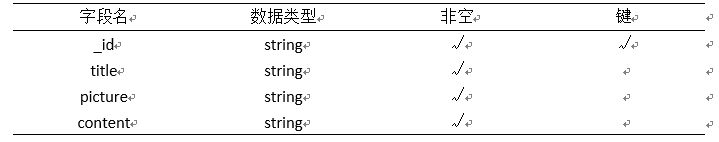 字段名 数据类型 非空 键
_id string √ √
title string √
picture string √
content string √